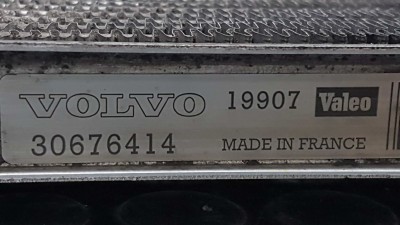 VOLVO 19907 Valeo
30676414 MADE IN FRANCE